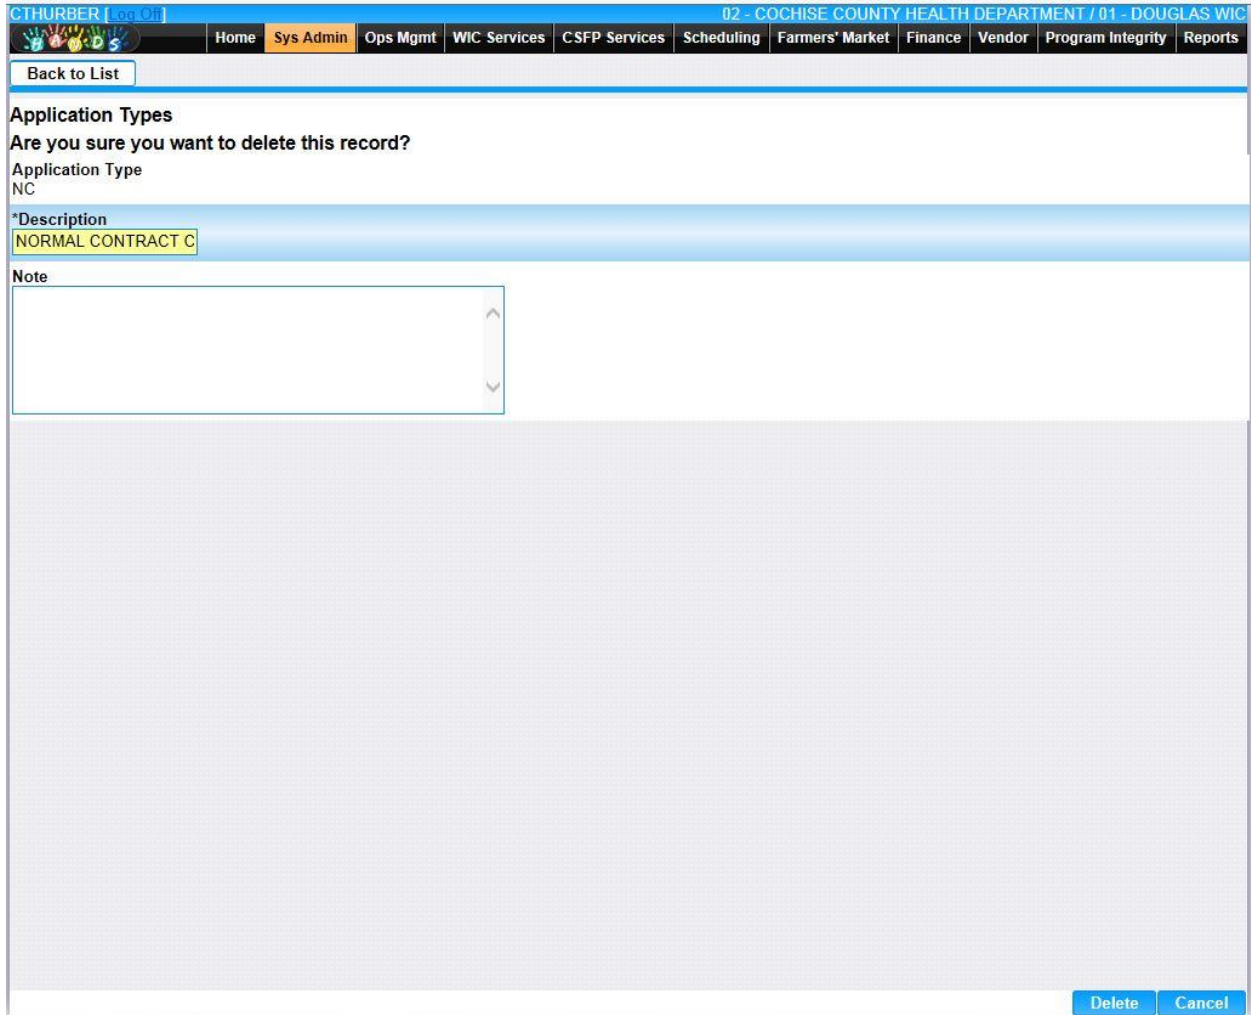 CTHURBER [Log Off] 02 - COCHISE COUNTY HEALTH DEPARTMENT / 01 - DOUGLAS WIC
HANDS Home Sys Admin Ops Mgmt WIC Services CSFP Services Scheduling Farmers' Market Finance Vendor Program Integrity Reports
Back to List
Application Types
Are you sure you want to delete this record?
Application Type
NC
*Description
NORMAL CONTRACT C
Note
Delete Cancel